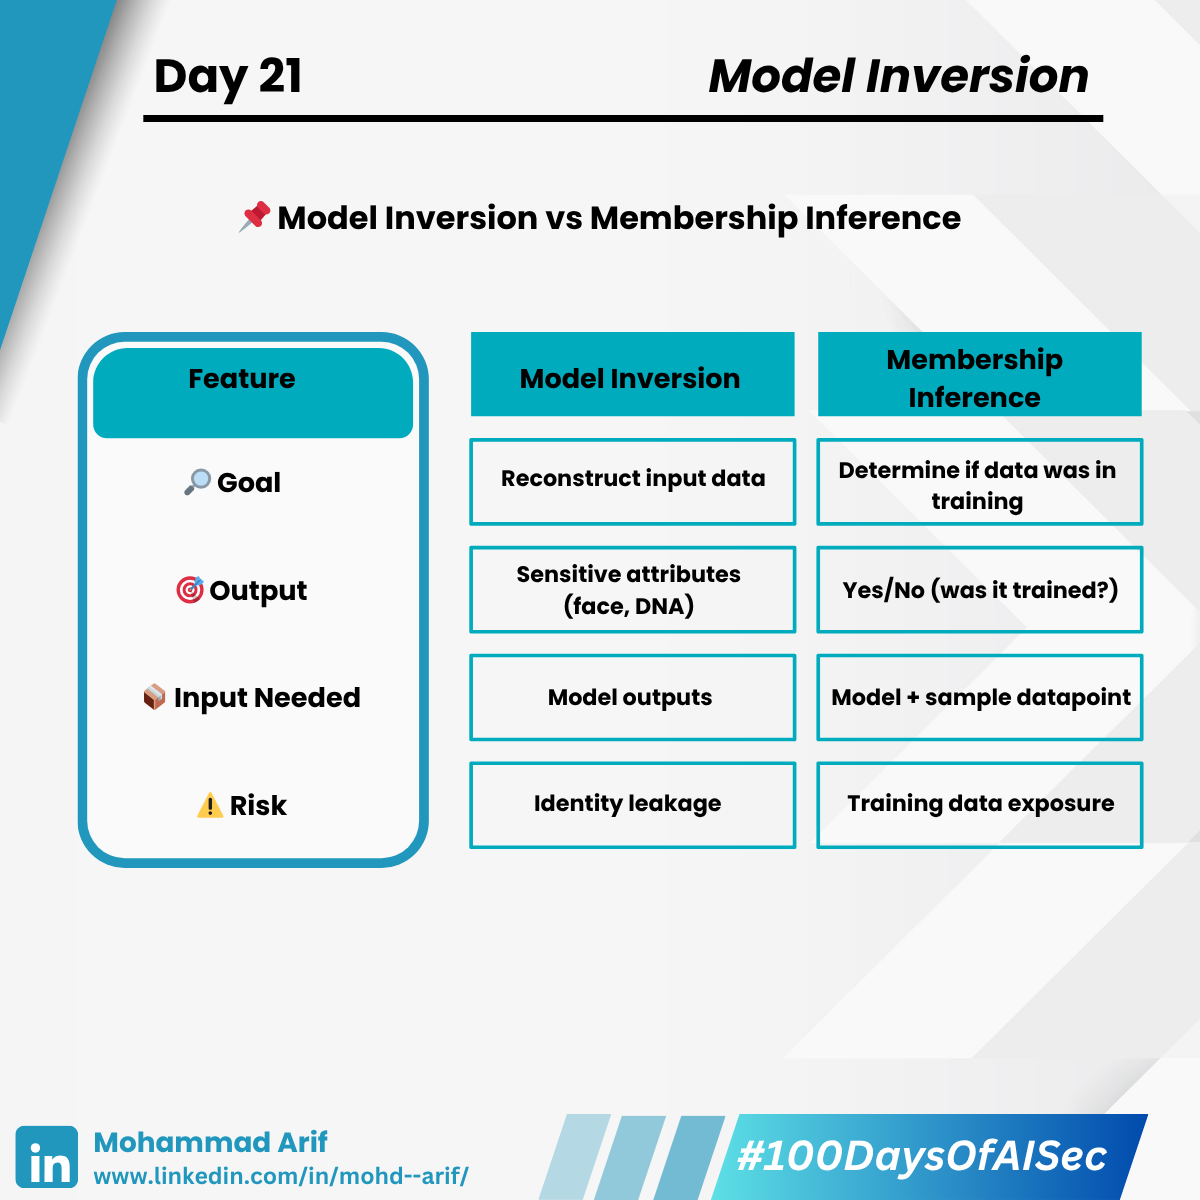 Day 21
Model Inversion
📌 Model Inversion vs Membership Inference
Feature
Model Inversion
Membership
Inference
🔎 Goal
Reconstruct input data
Determine if data was in
training
🎯 Output
Sensitive attributes
(face, DNA)
Yes/No (was it trained?)
📦 Input Needed
Model outputs
Model + sample datapoint
⚠️ Risk
Identity leakage
Training data exposure
in
Mohammad Arif
www.linkedin.com/in/mohd--arif/
#100DaysOfAISec